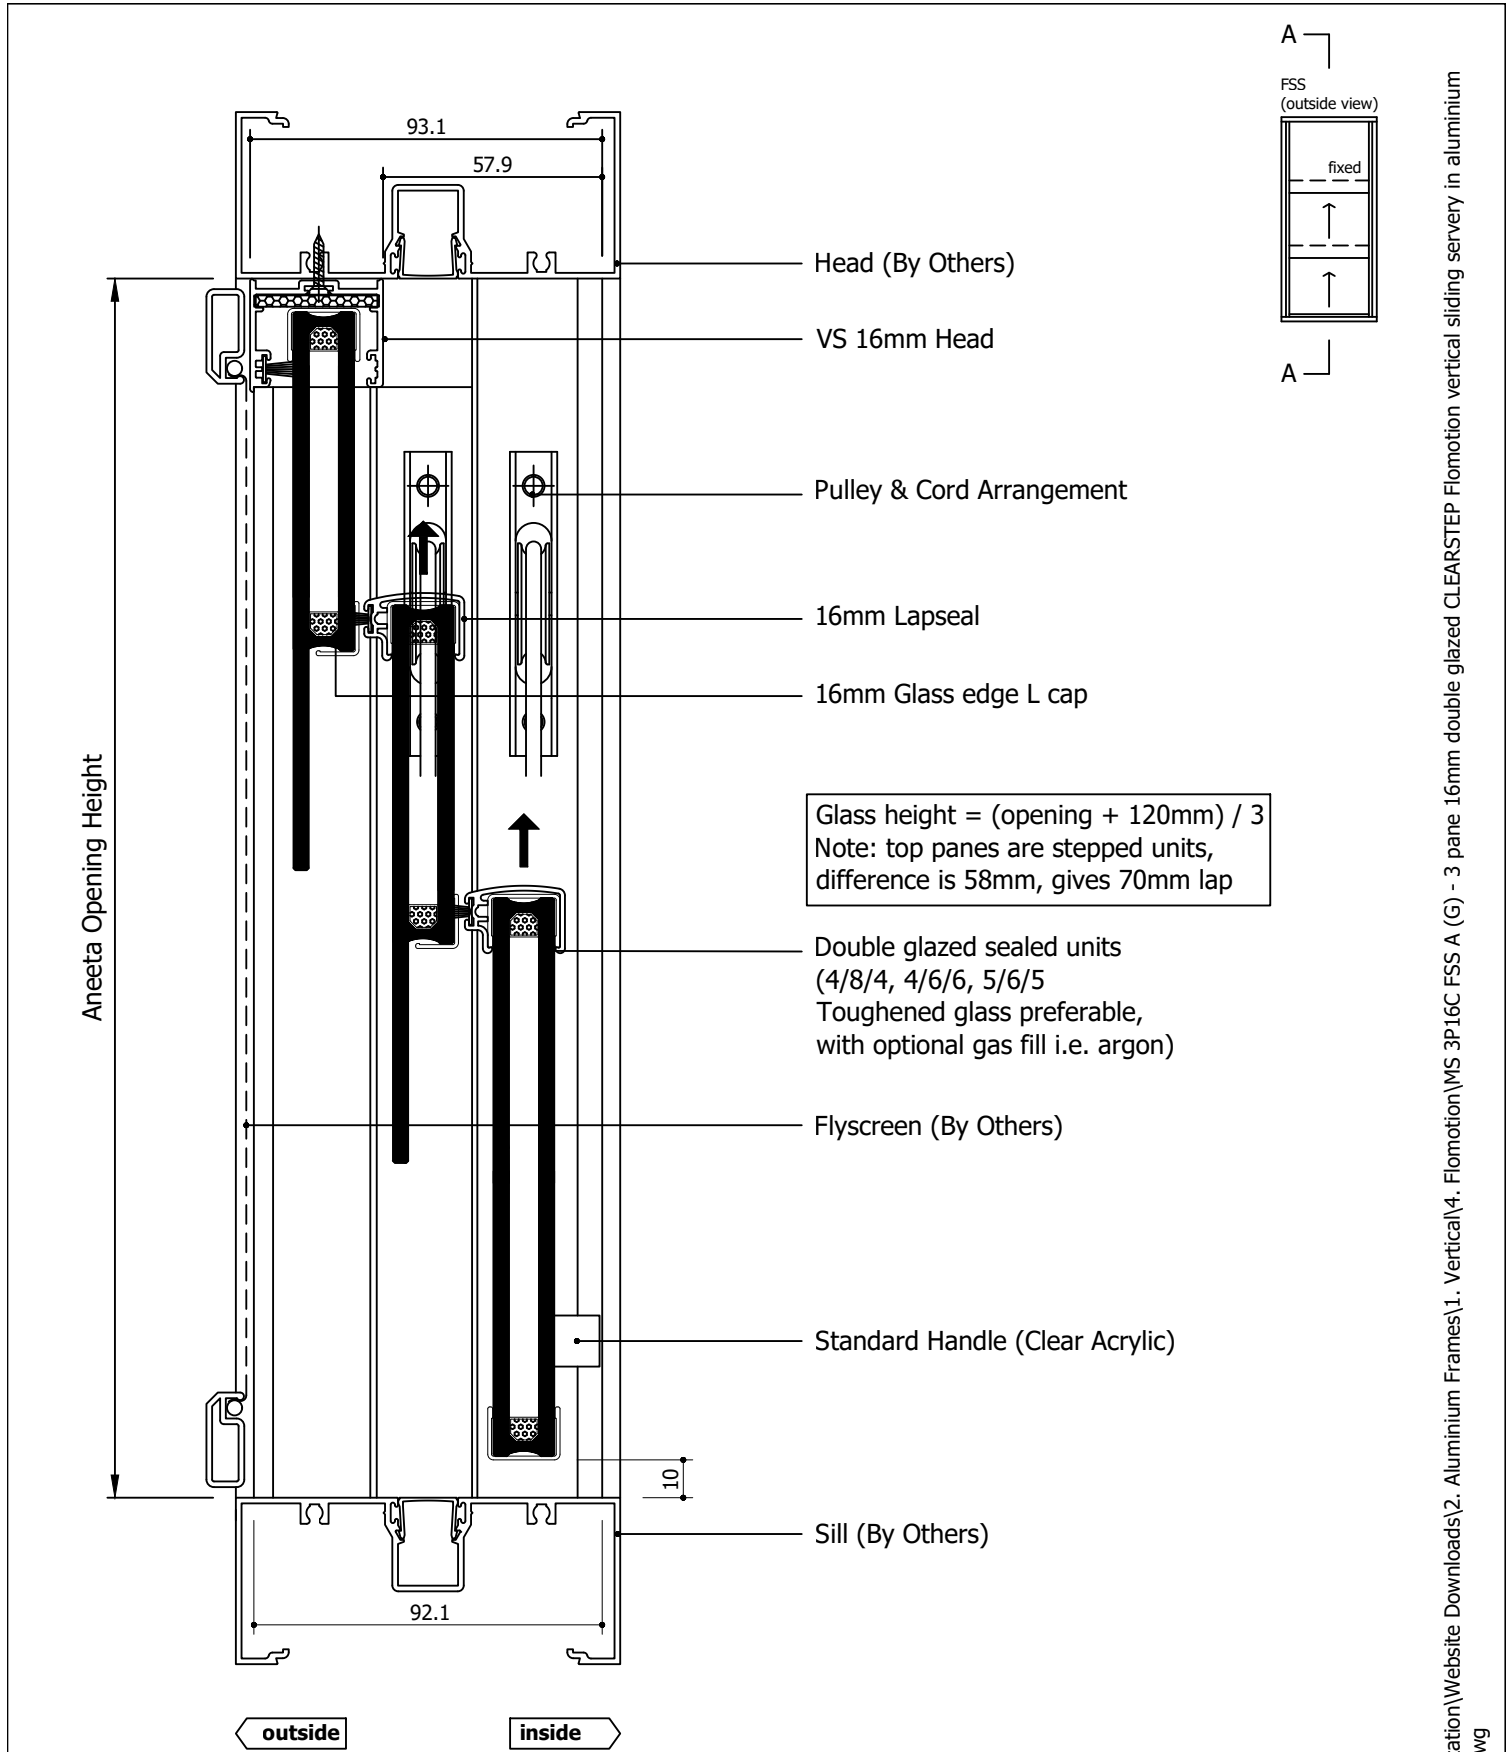 A
FSS
(outside view)
fixed
A
93.1
57.9
Head (By Others)
VS 16mm Head
Pulley & Cord Arrangement
16mm Lapseal
16mm Glass edge L cap
Glass height = (opening + 120mm) / 3
Note: top panes are stepped units,
difference is 58mm, gives 70mm lap
Double glazed sealed units
(4/8/4, 4/6/6, 5/6/5
Toughened glass preferable,
with optional gas fill i.e. argon)
Flyscreen (By Others)
Standard Handle (Clear Acrylic)
10
Sill (By Others)
92.1
Aneeta Opening Height
outside
inside
ation\Website Downloads\2. Aluminium Frames\1. Vertical\4. Flomotion\MS 3P16C FSS A (G) - 3 pane 16mm double glazed CLEARSTEP Flomotion vertical sliding servery in aluminium
wg